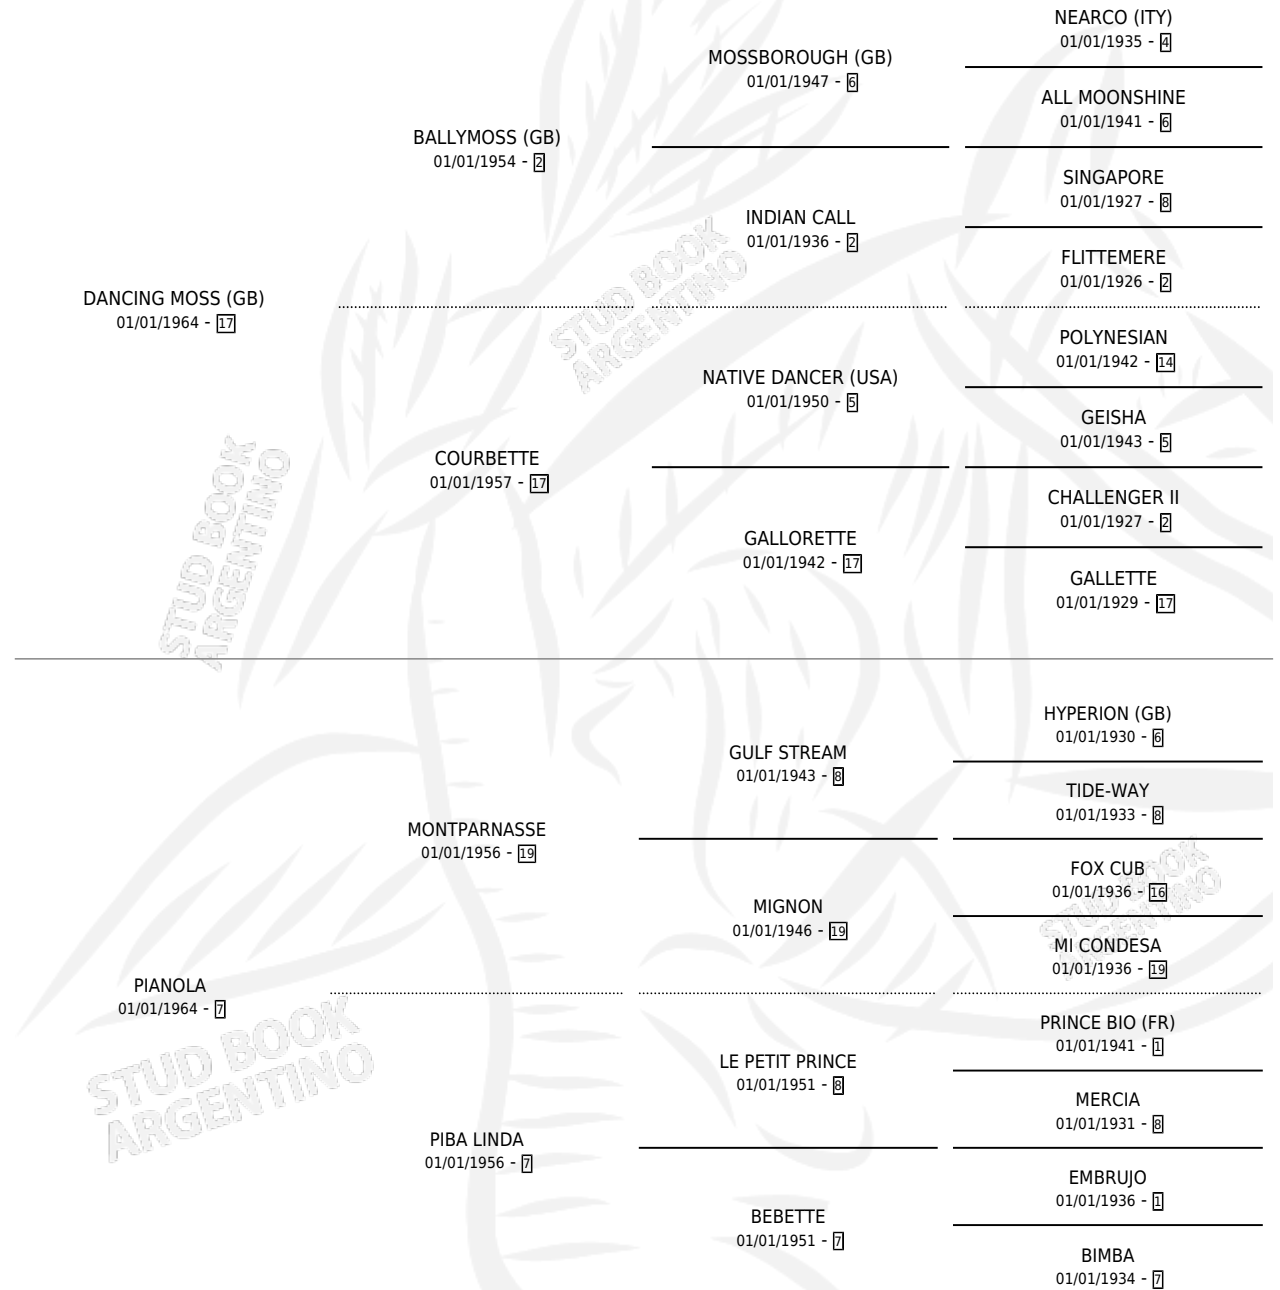 NEARCO (ITY)
01/01/1935 - 4
MOSSBOROUGH (GB)
01/01/1947 - 6
ALL MOONSHINE
01/01/1941 - 6
BALLYMOSS (GB)
01/01/1954 - 2
SINGAPORE
01/01/1927 - 8
INDIAN CALL
01/01/1936 - 2
FLITTEMERE
01/01/1926 - 2
STUD BOOK
ARGENTINO
DANCING MOSS (GB)
01/01/1964 - 17
POLYNESIAN
01/01/1942 - 14
NATIVE DANCER (USA)
01/01/1950 - 5
GEISHA
01/01/1943 - 5
COURBETTE
01/01/1957 - 17
CHALLENGER II
01/01/1927 - 2
GALLORETTE
01/01/1942 - 17
GALLETTE
01/01/1929 - 17
STUD BOOK
ARGENTINO
HYPERION (GB)
01/01/1930 - 6
GULF STREAM
01/01/1943 - 8
TIDE-WAY
01/01/1933 - 8
MONTPARNASSE
01/01/1956 - 19
FOX CUB
01/01/1936 - 16
STUD BOOK
ARGENTINO
MIGNON
01/01/1946 - 19
MI CONDESA
01/01/1936 - 19
PIANOLA
01/01/1964 - 7
PRINCE BIO (FR)
01/01/1941 - 1
STUD BOOK
ARGENTINO
LE PETIT PRINCE
01/01/1951 - 8
MERCIA
01/01/1931 - 8
PIBA LINDA
01/01/1956 - 7
EMBRUJO
01/01/1936 - 1
BEBETTE
01/01/1951 - 7
BIMBA
01/01/1934 - 7